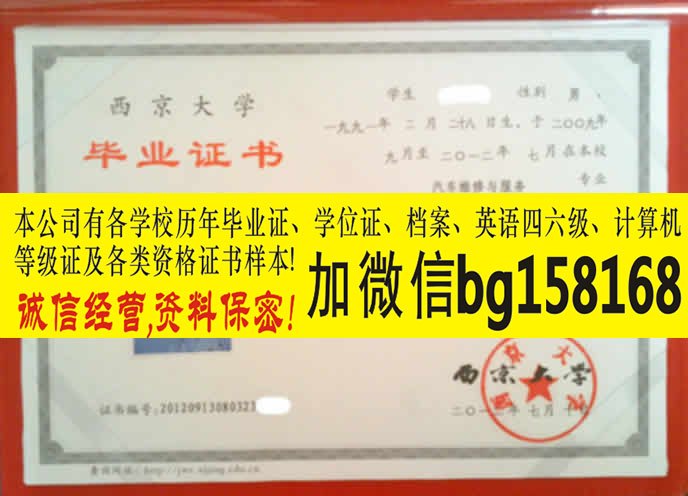 学生 性别 男、
西京大学
一九九一年 二月 二十八日生,于二〇〇九年
毕业证书
九月至二〇一二年 七月在本校
汽车维修与服务 专业
本公司有各学校历年毕业证、学位证、档案、英语四六级、计算机
等级证及各类资格证书样本!
加微信bg158168
诚信经营,资料保密!
西京大学
证书编号:20120913080323
二〇一二年 七月